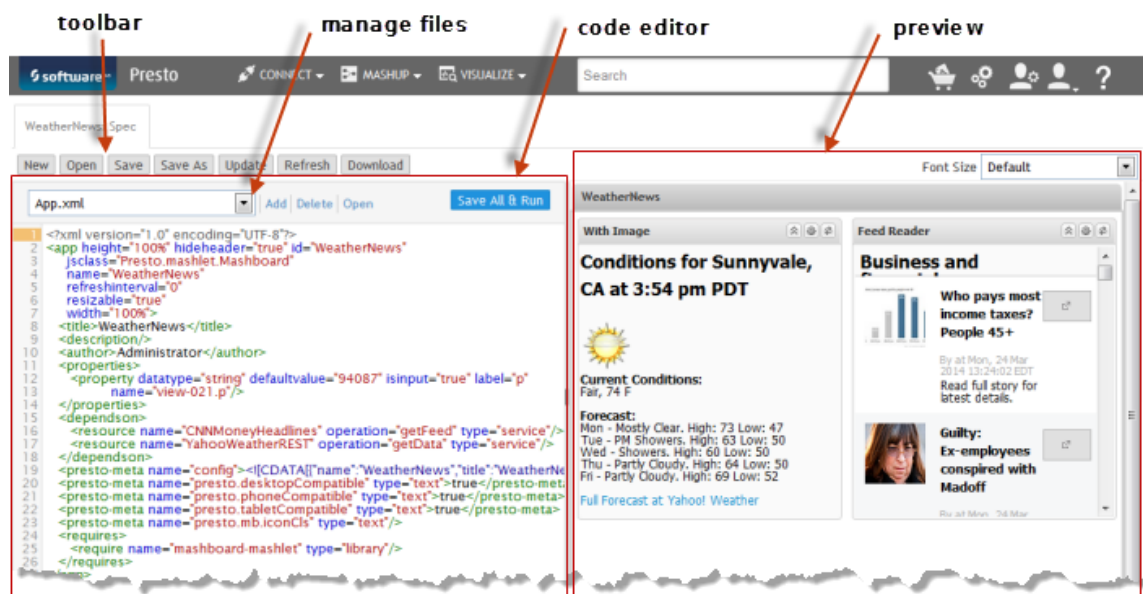 toolbar manage files code editor preview
software Presto CONNECT MASHUP VISUALIZE Search ?
WeatherNews: Spec
New Open Save Save As Update Refresh Download
Font Size Default
App.xml Add Delete Open Save All & Run
1 <?xml version="1.0" encoding="UTF-8"?>
2 <app height="100%" hideheader="true" id="WeatherNews"
3 jsclass="Presto.mashlet.Mashboard"
4 name="WeatherNews"
5 refreshinterval="0"
6 resizable="true"
7 width="100%">
8 <title>WeatherNews</title>
9 <description/>
10 <author>Administrator</author>
11 <properties>
12 <property datatype="string" defaultvalue="94087" isinput="true" label="p"
13 name="view-021.p"/>
14 </properties>
15 <dependson>
16 <resource name="CNNMoneyHeadlines" operation="getFeed" type="service"/>
17 <resource name="YahooWeatherREST" operation="getData" type="service"/>
18 </dependson>
19 <presto-meta name="config"><![CDATA[{"name":"WeatherNews","title":"WeatherNe
20 <presto-meta name="presto.desktopCompatible" type="text">true</presto-meta
21 <presto-meta name="presto.phoneCompatible" type="text">true</presto-meta>
22 <presto-meta name="presto.tabletCompatible" type="text">true</presto-meta>
23 <presto-meta name="presto.mb.iconCls" type="text"/>
24 <requires>
25 <require name="mashboard-mashlet" type="library"/>
26 </requires>
WeatherNews
With Image
Conditions for Sunnyvale,
CA at 3:54 pm PDT
Current Conditions:
Fair, 74 F
Forecast:
Mon - Mostly Clear. High: 73 Low: 47
Tue - PM Showers. High: 63 Low: 50
Wed - Showers. High: 60 Low: 50
Thu - Partly Cloudy. High: 64 Low: 50
Fri - Partly Cloudy. High: 69 Low: 52
Full Forecast at Yahoo! Weather
Feed Reader
Business and
Who pays most
income taxes?
People 45+
By at Mon, 24 Mar
2014 13:24:02 EDT
Read full story for
latest details.
Guilty:
Ex-employees
conspired with
Madoff
By at Mon, 24 Mar